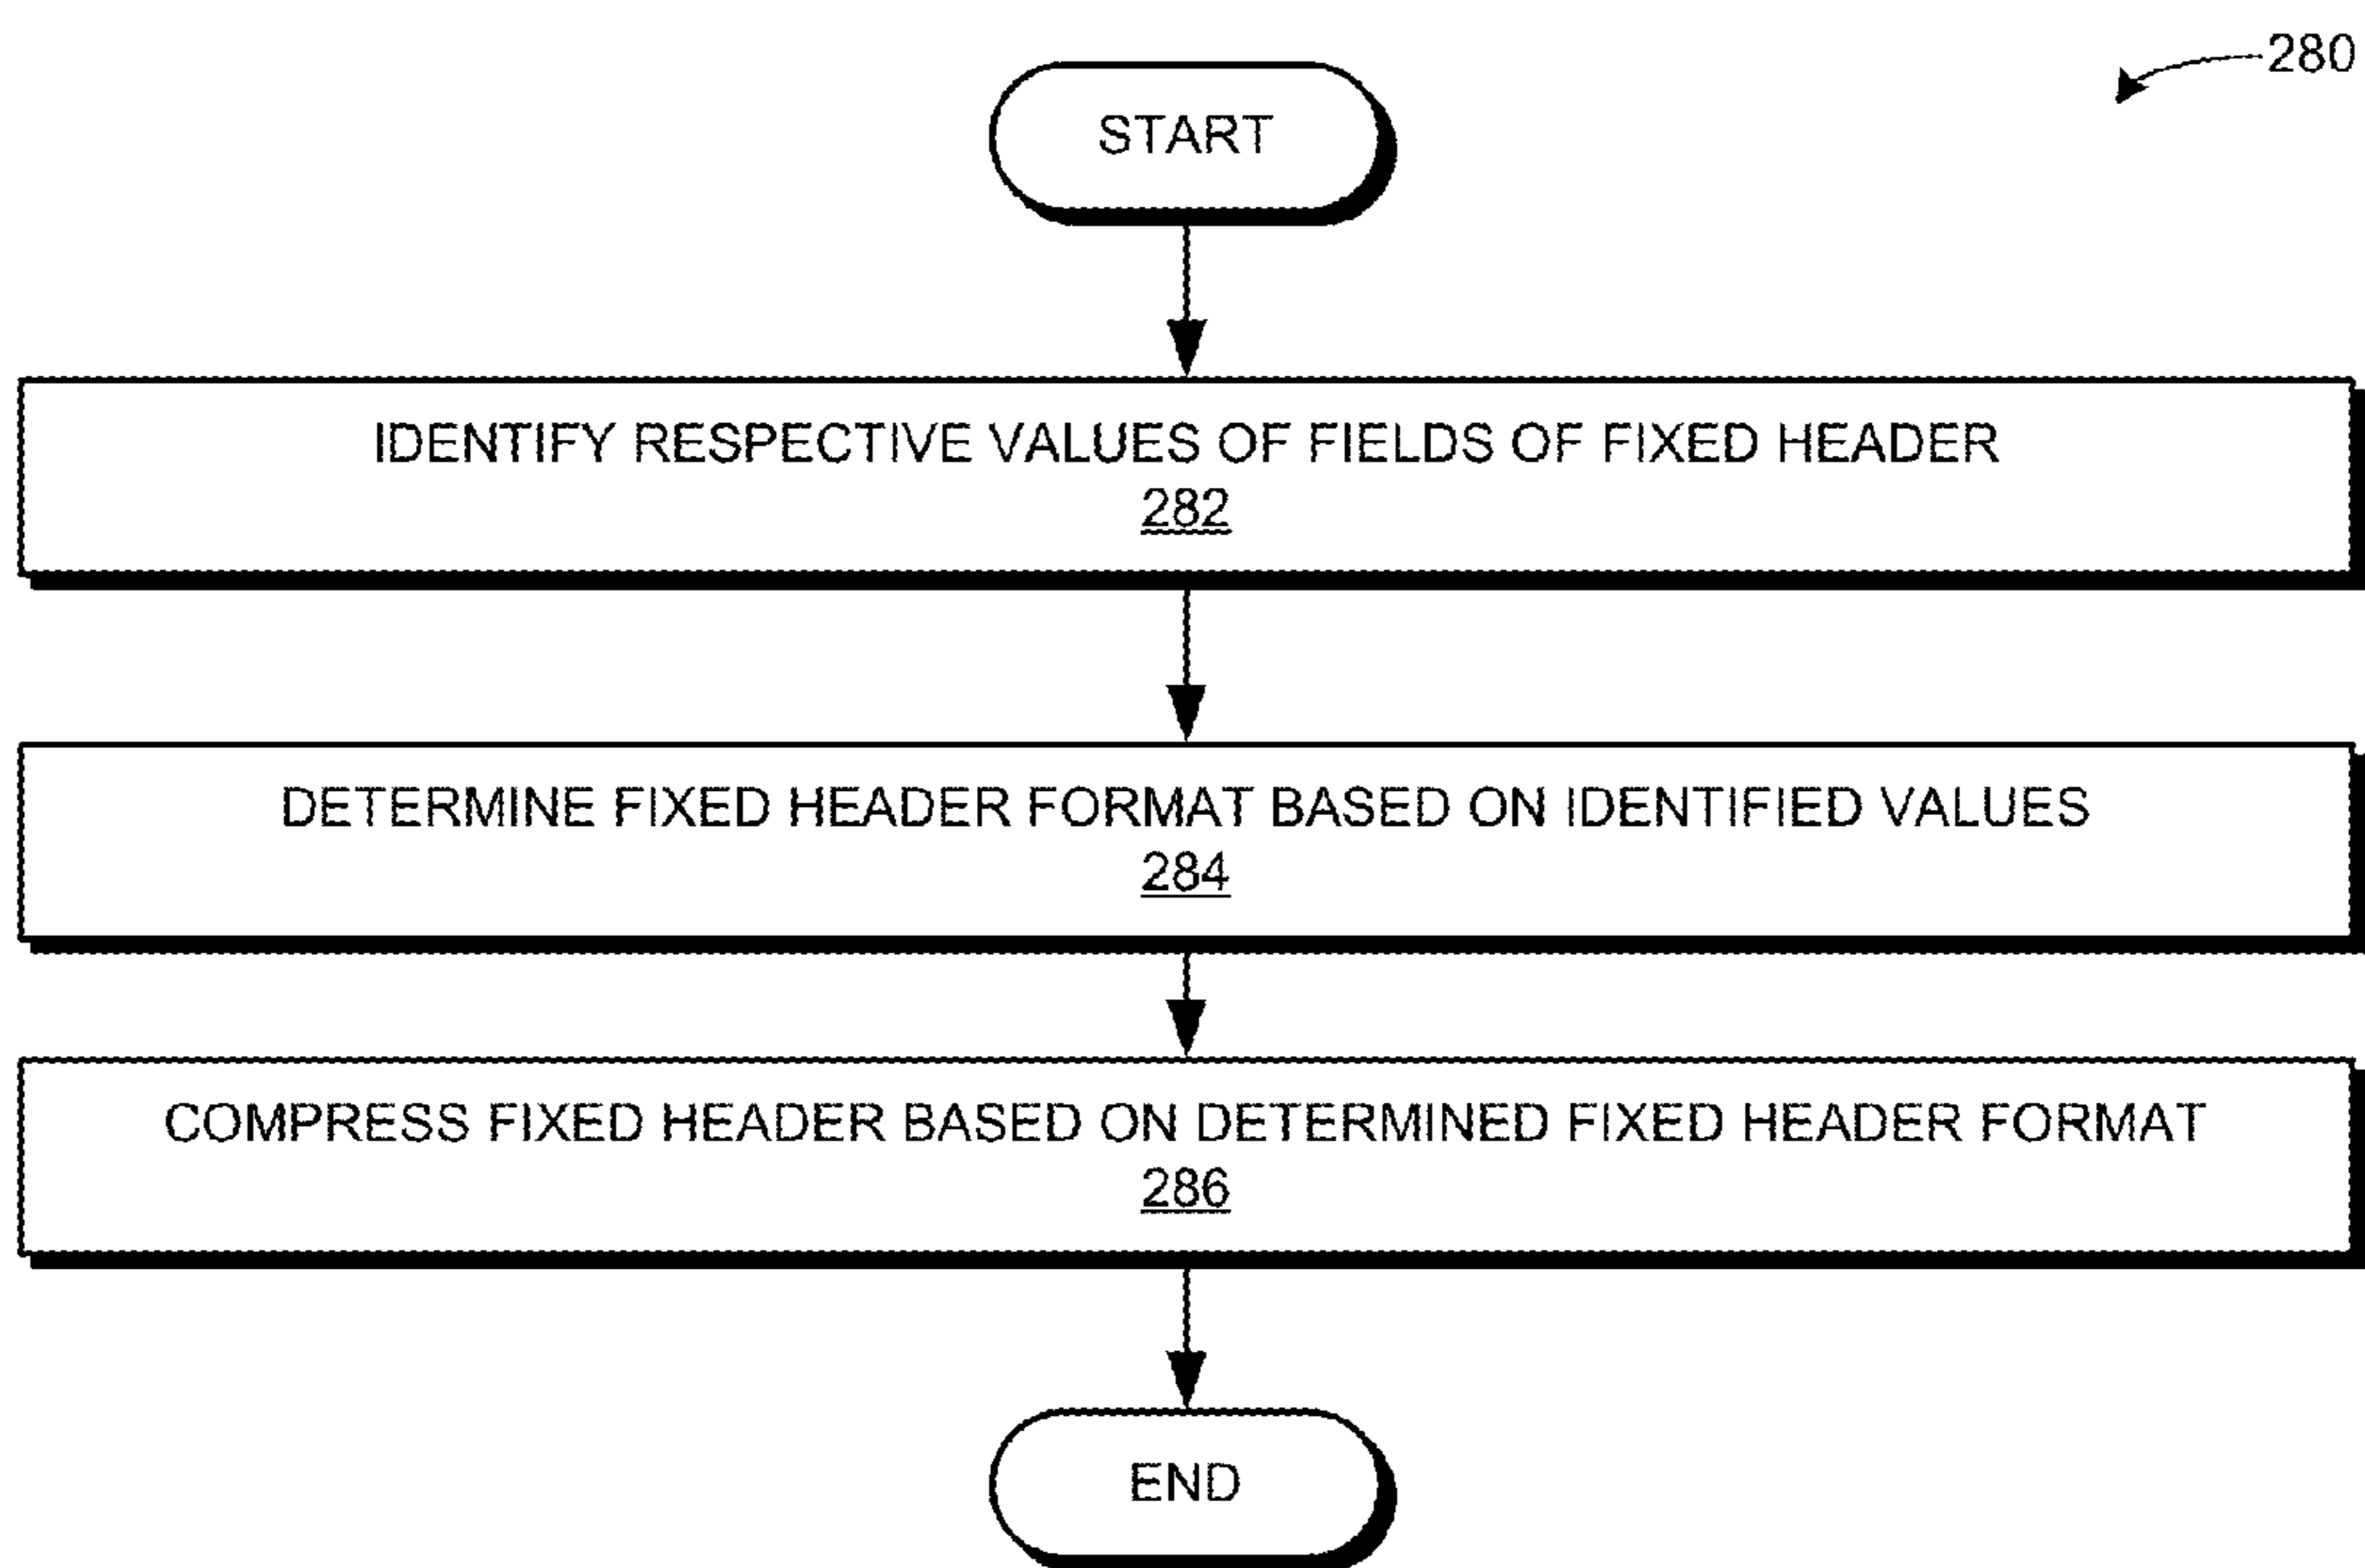 280
START
IDENTIFY RESPECTIVE VALUES OF FIELDS OF FIXED HEADER
282
DETERMINE FIXED HEADER FORMAT BASED ON IDENTIFIED VALUES
284
COMPRESS FIXED HEADER BASED ON DETERMINED FIXED HEADER FORMAT
286
END